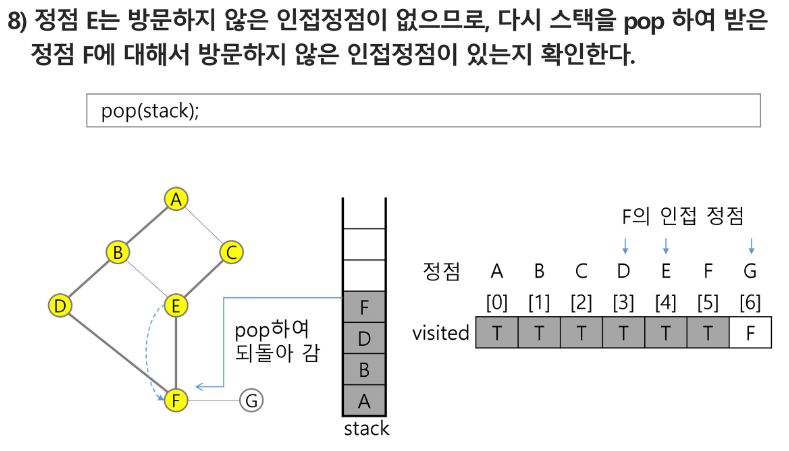 8) 정점 E는 방문하지 않은 인접정점이 없으므로, 다시 스택을 pop 하여 받은
정점 F에 대해서 방문하지 않은 인접정점이 있는지 확인한다.
pop(stack);
A
B
C
D
E
F
G
pop하여
되돌아 감
F
D
B
A
stack
F의 인접 정점
정점 A B C D E F G
[0] [1] [2] [3] [4] [5] [6]
visited T T T T T T F